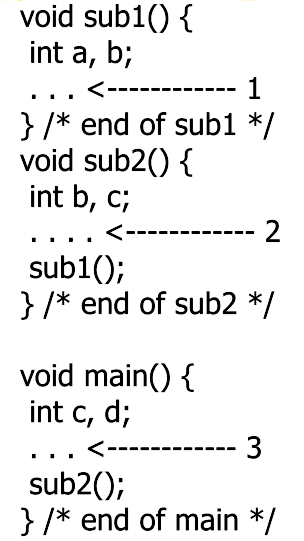 void sub1() {
int a, b;
. . . <------------ 1
} /* end of sub1 */
void sub2() {
int b, c;
. . . . <------------ 2
sub1();
} /* end of sub2 */
void main() {
int c, d;
. . . <------------ 3
sub2();
} /* end of main */